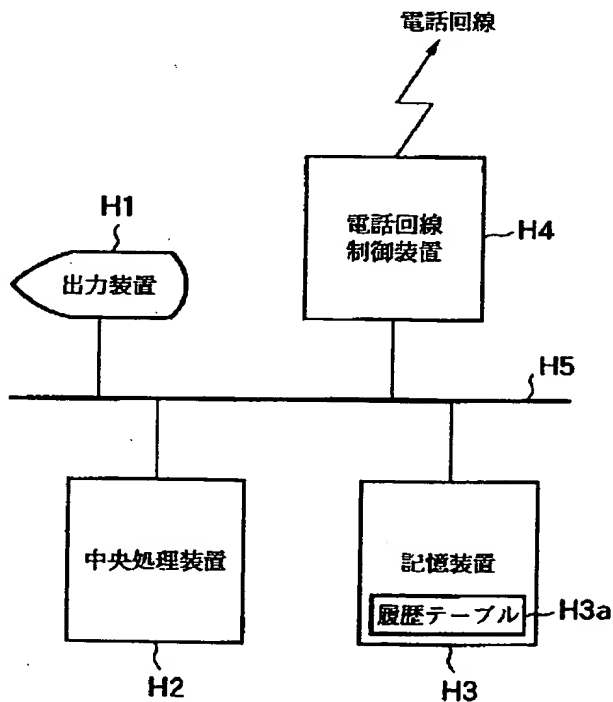 電話回線
H1
出力装置
電話回線
制御装置
H4
H5
中央処理装置
H2
記憶装置
履歴テーブル
H3a
H3